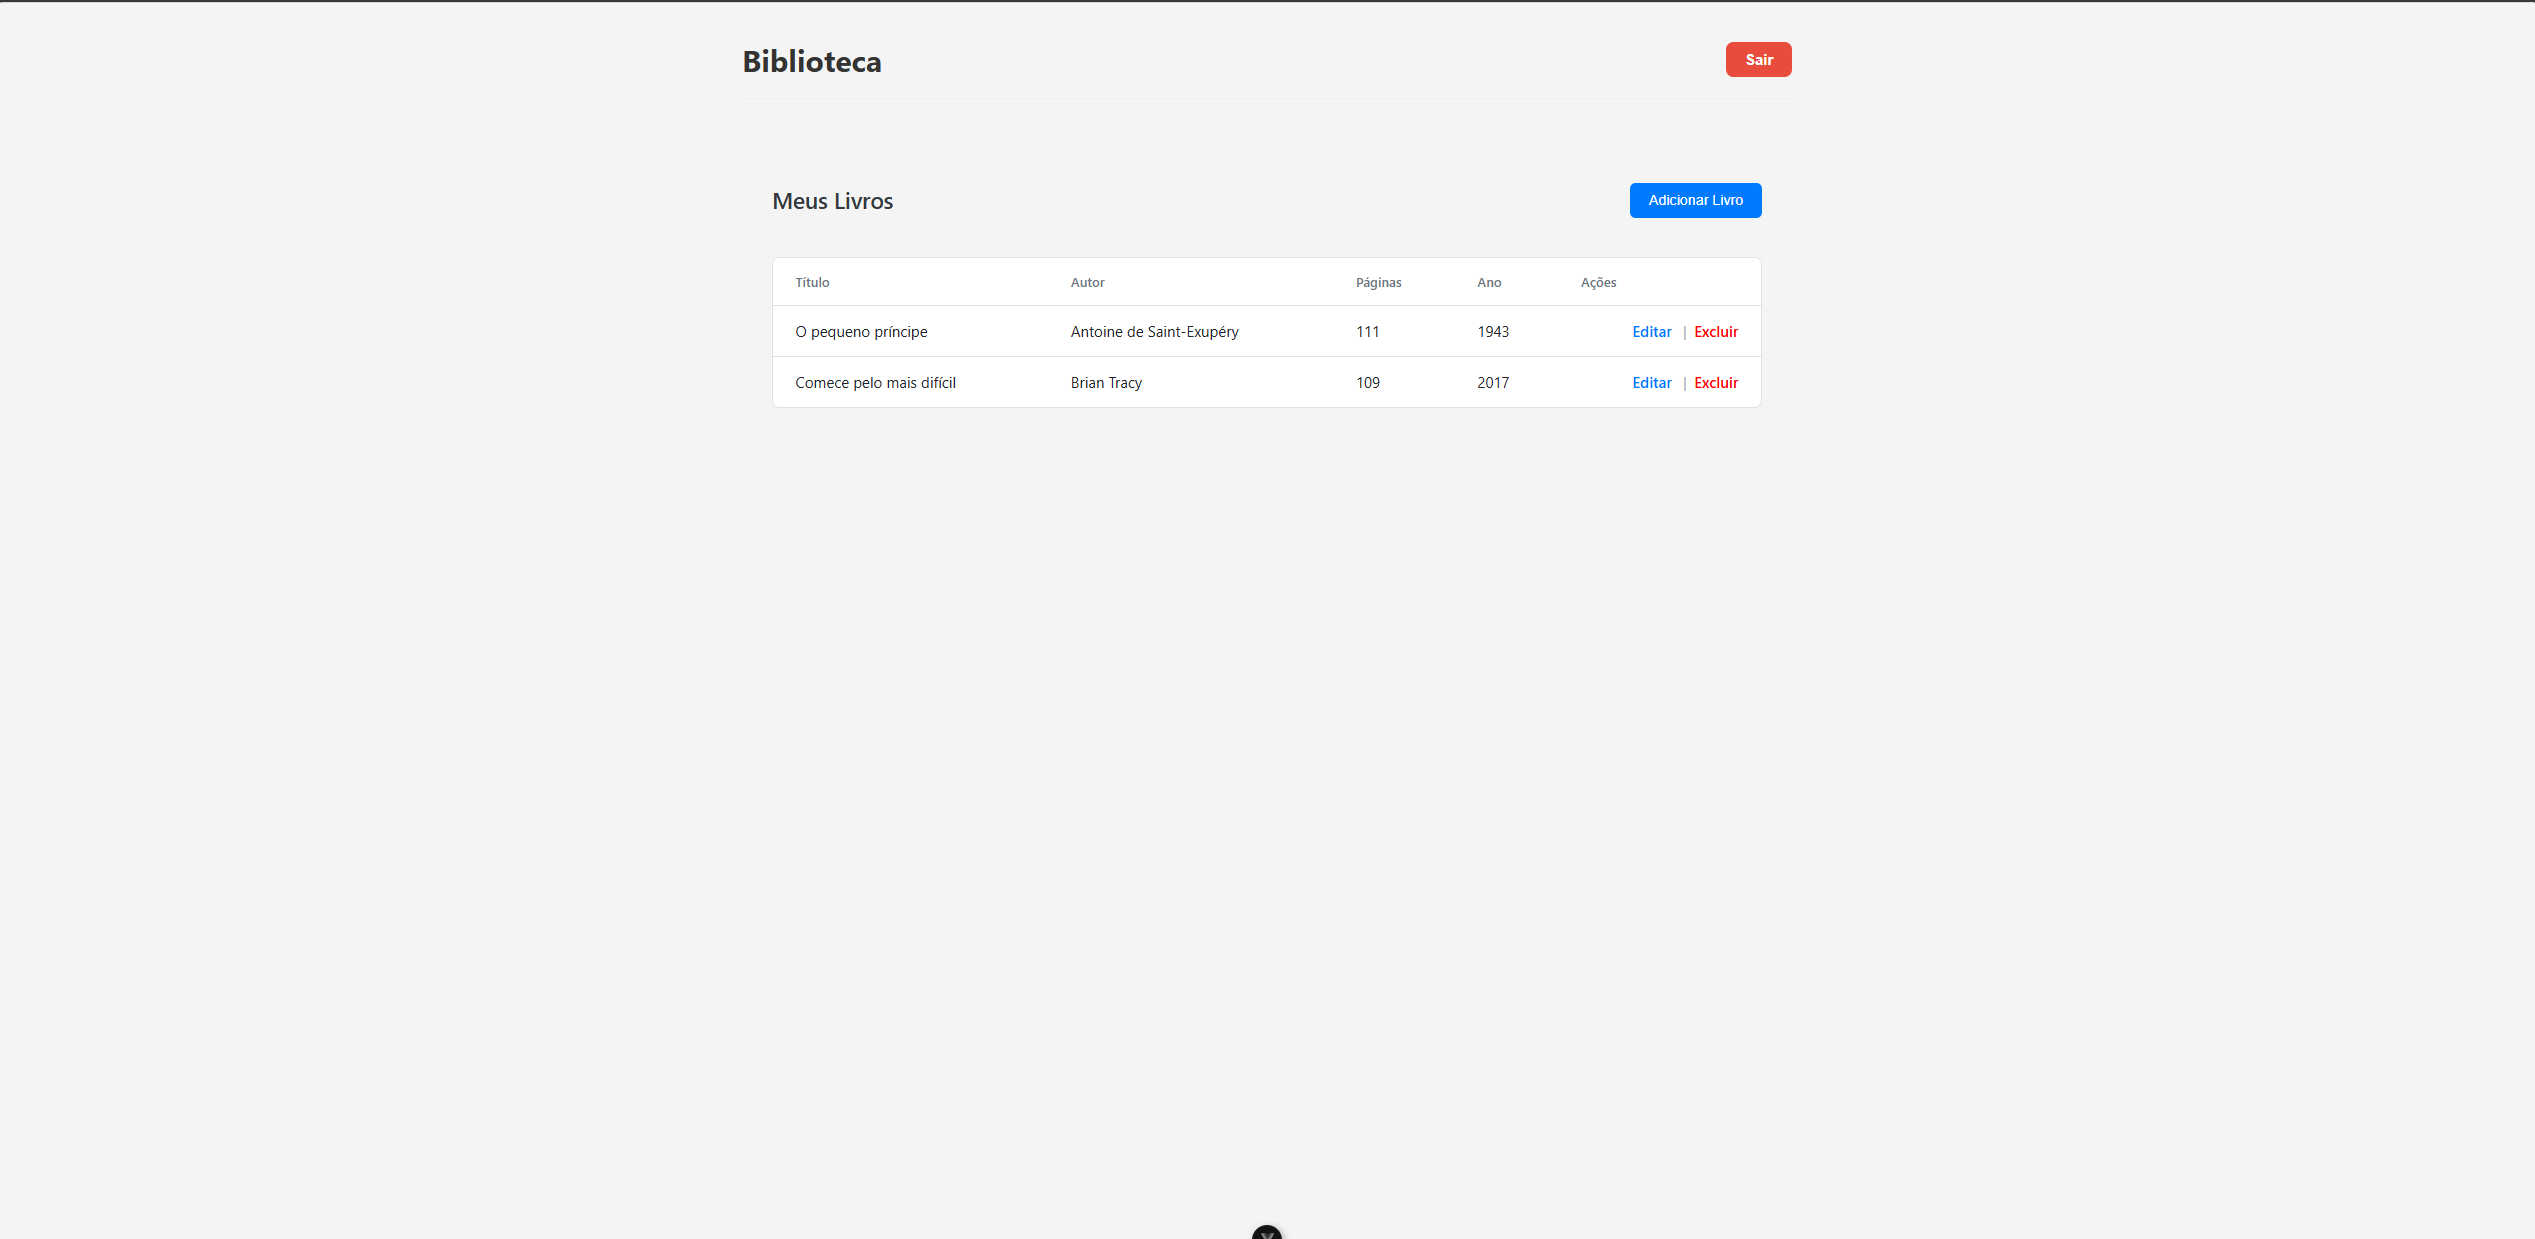 Biblioteca
Sair
Meus Livros
Adicionar Livro
Título Autor Páginas Ano Ações
O pequeno príncipe Antoine de Saint-Exupéry 111 1943 Editar | Excluir
Comece pelo mais difícil Brian Tracy 109 2017 Editar | Excluir